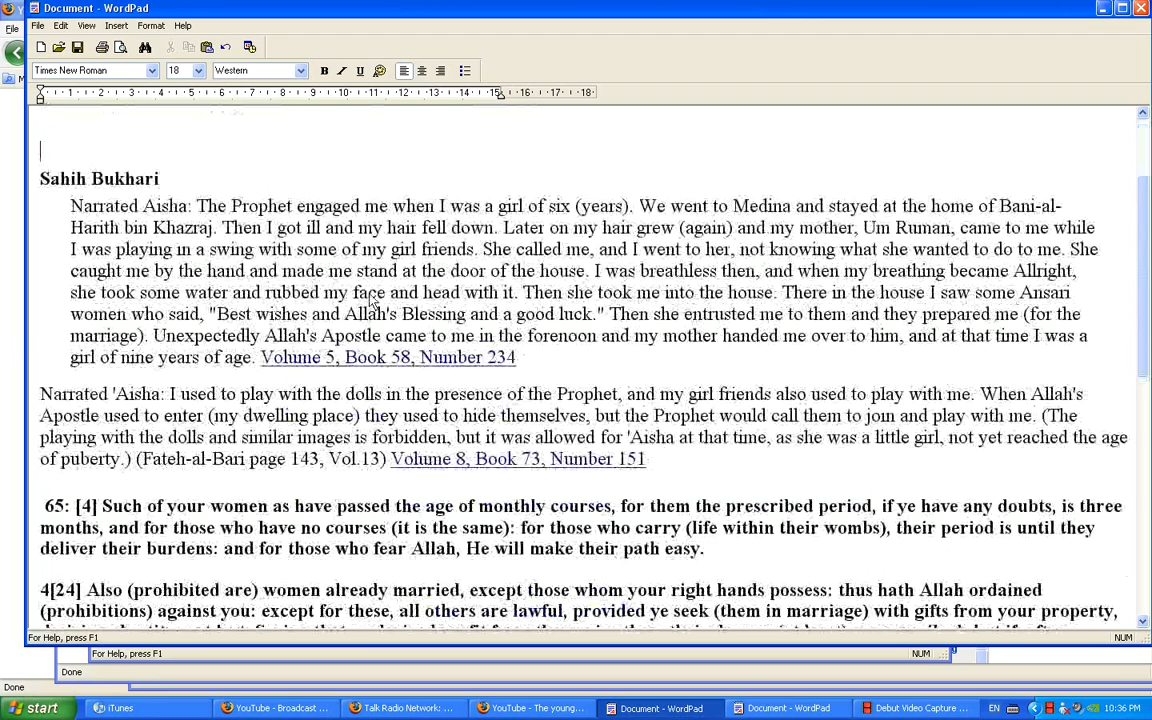 Document - WordPad
File Edit View Insert Format Help
Times New Roman 18 Western
1 2 3 4 5 6 7 8 9 10 11 12 13 14 15 16 17 18
Sahih Bukhari
Narrated Aisha: The Prophet engaged me when I was a girl of six (years). We went to Medina and stayed at the home of Bani-al-
Harith bin Khazraj. Then I got ill and my hair fell down. Later on my hair grew (again) and my mother, Um Ruman, came to me while
I was playing in a swing with some of my girl friends. She called me, and I went to her, not knowing what she wanted to do to me. She
caught me by the hand and made me stand at the door of the house. I was breathless then, and when my breathing became Allright,
she took some water and rubbed my face and head with it. Then she took me into the house. There in the house I saw some Ansari
women who said, "Best wishes and Allah's Blessing and a good luck." Then she entrusted me to them and they prepared me (for the
marriage). Unexpectedly Allah's Apostle came to me in the forenoon and my mother handed me over to him, and at that time I was a
girl of nine years of age. Volume 5, Book 58, Number 234
Narrated 'Aisha: I used to play with the dolls in the presence of the Prophet, and my girl friends also used to play with me. When Allah's
Apostle used to enter (my dwelling place) they used to hide themselves, but the Prophet would call them to join and play with me. (The
playing with the dolls and similar images is forbidden, but it was allowed for 'Aisha at that time, as she was a little girl, not yet reached the age
of puberty.) (Fateh-al-Bari page 143, Vol.13) Volume 8, Book 73, Number 151
65: [4] Such of your women as have passed the age of monthly courses, for them the prescribed period, if ye have any doubts, is three
months, and for those who have no courses (it is the same): for those who carry (life within their wombs), their period is until they
deliver their burdens: and for those who fear Allah, He will make their path easy.
4[24] Also (prohibited are) women already married, except those whom your right hands possess: thus hath Allah ordained
(prohibitions) against you: except for these, all others are lawful, provided ye seek (them in marriage) with gifts from your property,
For Help, press F1 NUM
For Help, press F1 NUM
Done
Done
start iTunes YouTube - Broadcast ... Talk Radio Network: ... YouTube - The young... Document - WordPad Document - WordPad Debut Video Capture ... EN 10:36 PM